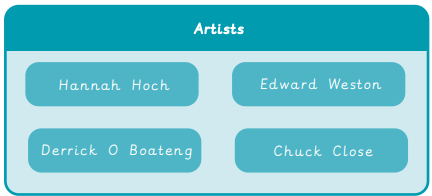 Artists
Hannah Hoch
Edward Weston
Derrick O Boateng
Chuck Close